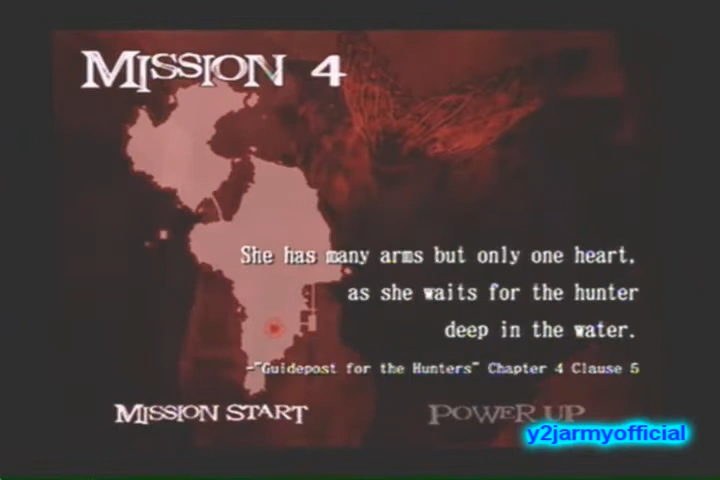 MISSION 4
She has many arms but only one heart,
as she waits for the hunter
deep in the water.
-"Guidepost for the Hunters" Chapter 4 Clause 5
MISSION START
POWER UP
y2jarmyofficial